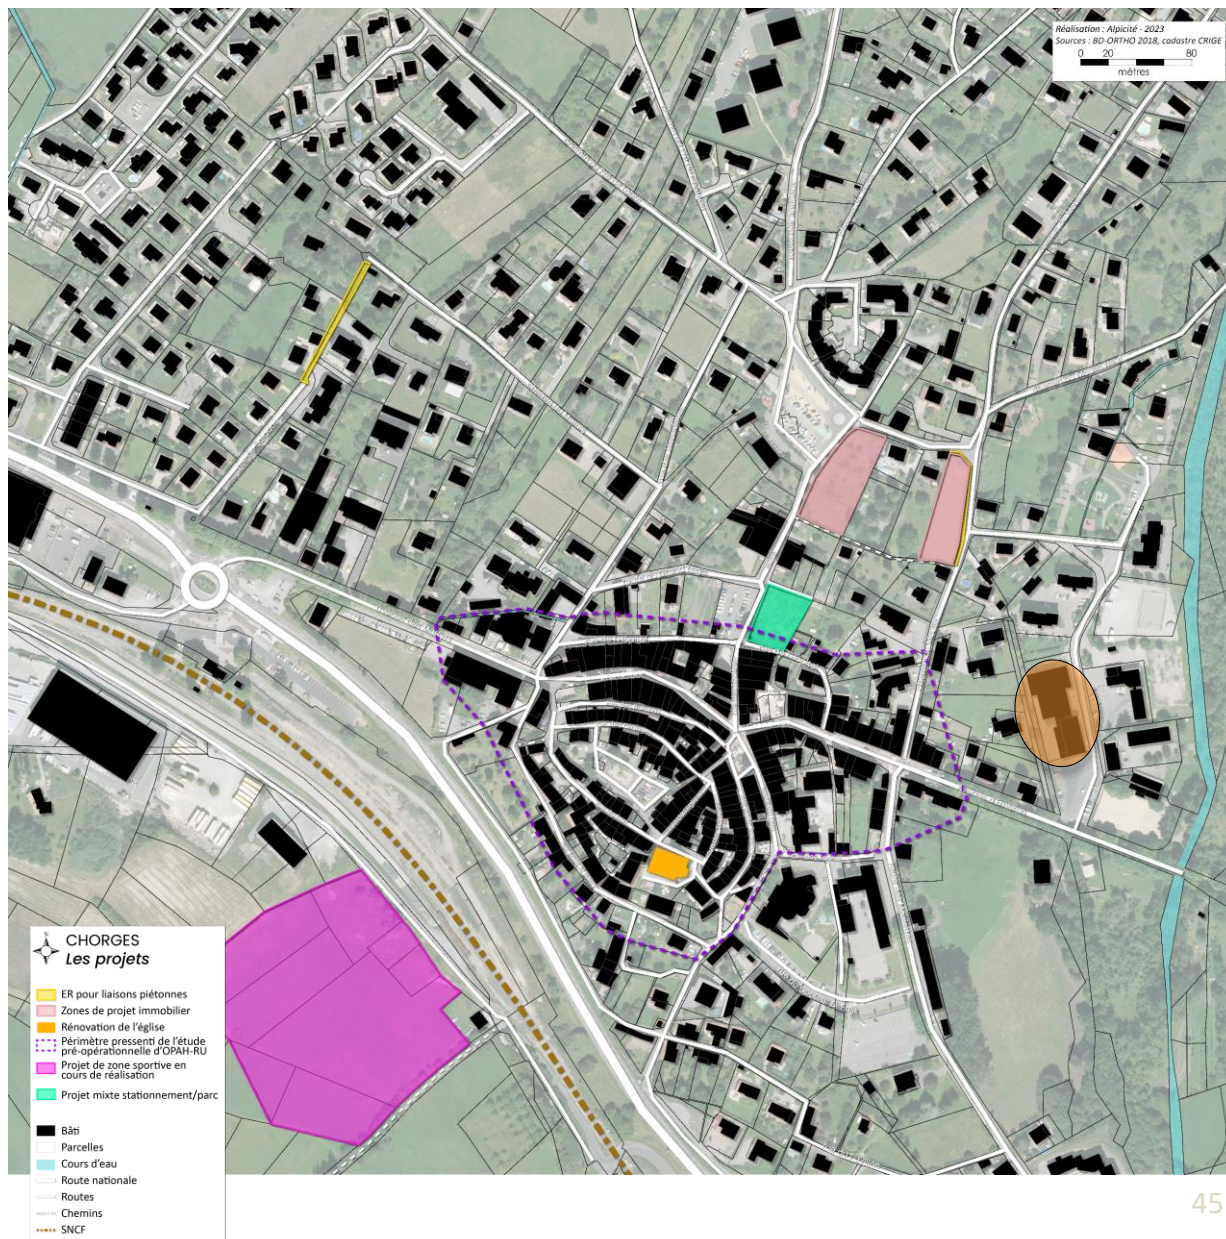 Réalisation : Alpicité - 2023
Sources : BD-ORTHO 2018, cadastre CRIGE
0 20 80
mètres
CHORGES
Les projets
N
ER pour liaisons piétonnes
Zones de projet immobilier
Rénovation de l'église
Périmètre pressenti de l'étude
pré-opérationnelle d'OPAH-RU
Projet de zone sportive en
cours de réalisation
Projet mixte stationnement/parc
Bâti
Parcelles
Cours d'eau
Route nationale
Routes
Chemins
SNCF
45